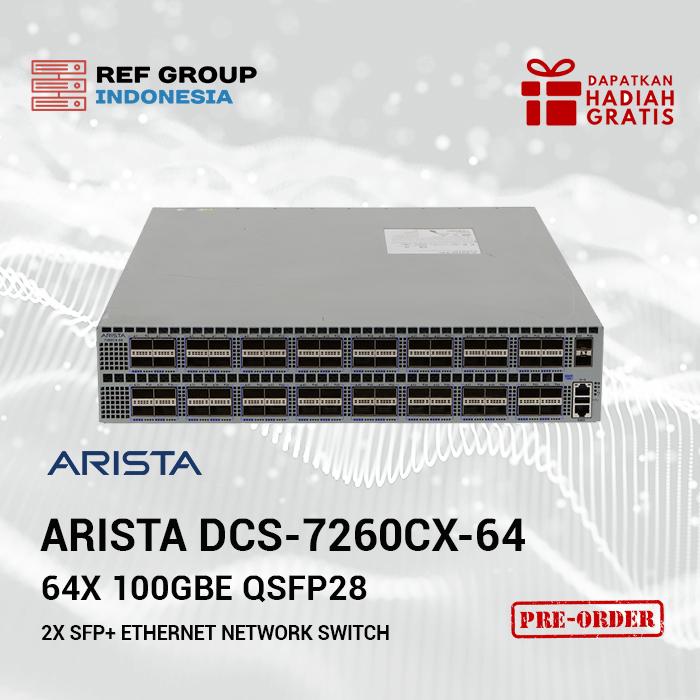 REF GROUP
INDONESIA
DAPATKAN
HADIAH
GRATIS
ARISTA
ARISTA
ARISTA DCS-7260CX-64
64X 100GBE QSFP28
2X SFP+ ETHERNET NETWORK SWITCH
PRE-ORDER